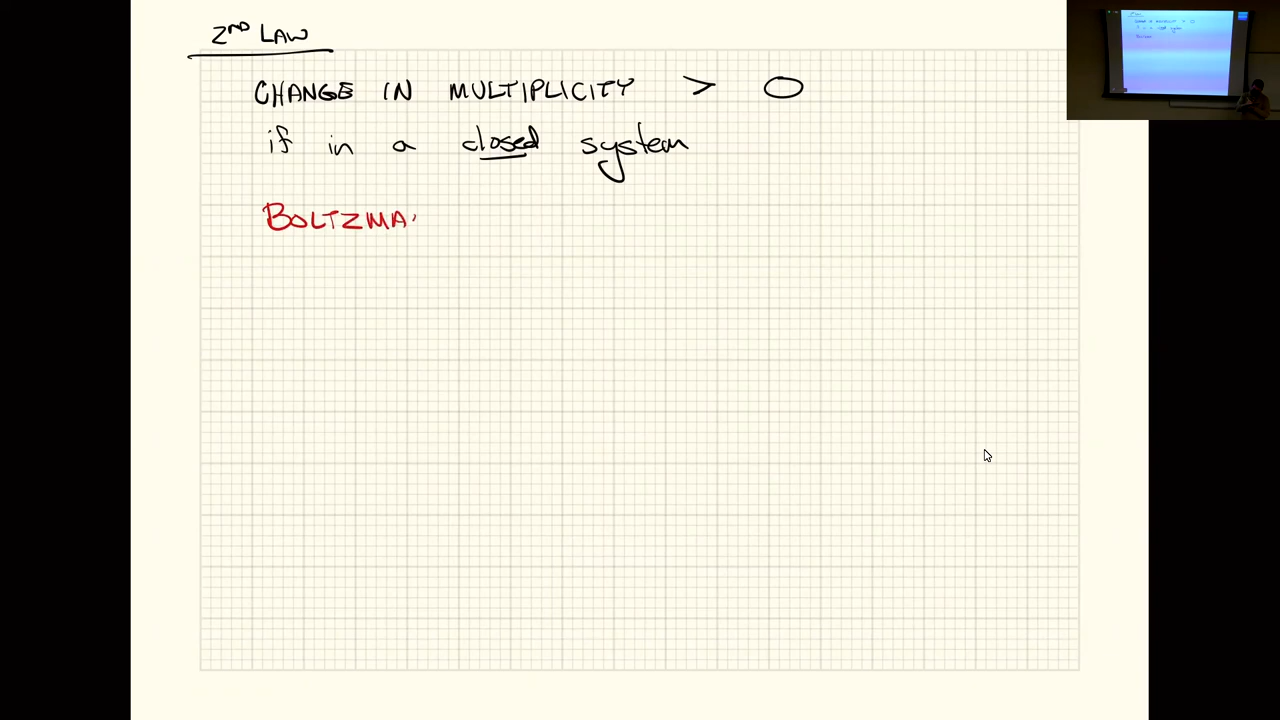 2ND LAW
CHANGE IN MULTIPLICITY > 0
if in a closed system
BOLTZMA